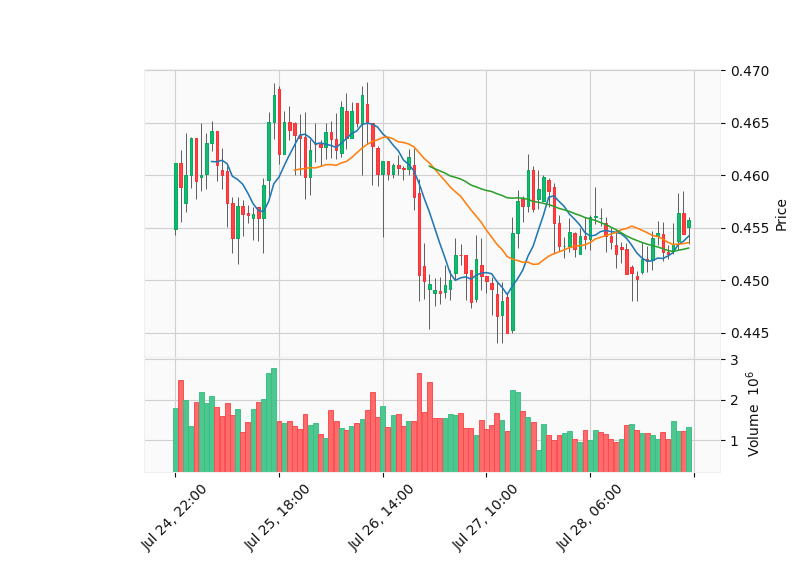 0.470
0.465
0.460
0.455
0.450
0.445
Price
3
2
1
Volume 10^6
Jul 24, 22:00
Jul 25, 18:00
Jul 26, 14:00
Jul 27, 10:00
Jul 28, 06:00